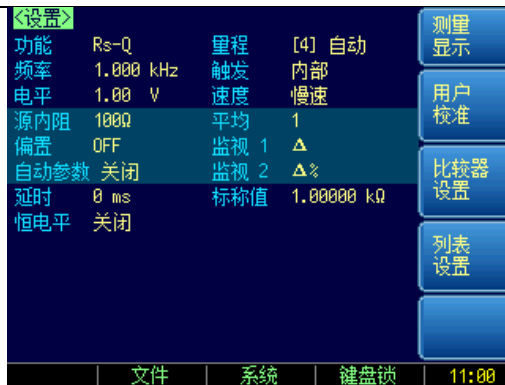 <设置>
功能 Rs-Q 量程 [4] 自动
频率 1.000 kHz 触发 内部
电平 1.00 V 速度 慢速
源内阻 100Ω 平均 1
偏置 OFF 监视 1 Δ
自动参数 关闭 监视 2 Δ%
延时 0 ms 标称值 1.00000 kΩ
恒电平 关闭
测量
显示
用户
校准
比较器
设置
列表
设置
文件 系统 键盘锁 11:00